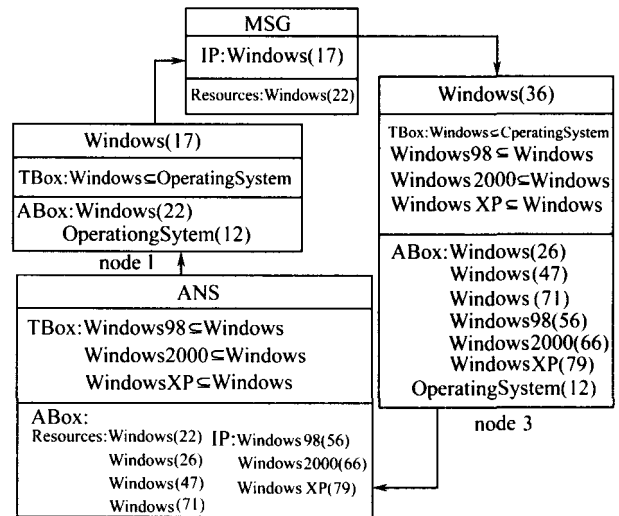 MSG
IP:Windows(17)
Resources:Windows(22)
Windows(17)
TBox:Windows⊆OperatingSystem
ABox:Windows(22)
OperationgSytem(12)
node 1
Windows(36)
TBox:Windows⊆CperatingSystem
Windows98⊆Windows
Windows 2000⊆Windows
Windows XP⊆Windows
ABox:Windows(26)
Windows(47)
Windows (71)
Windows98(56)
Windows2000(66)
WindowsXP(79)
OperatingSystem(12)
node 3
ANS
TBox:Windows98⊆Windows
Windows2000⊆Windows
WindowsXP⊆Windows
ABox:
Resources:Windows(22) IP:Windows98(56)
Windows(26) Windows2000(66)
Windows(47) Windows XP(79)
Windows(71)